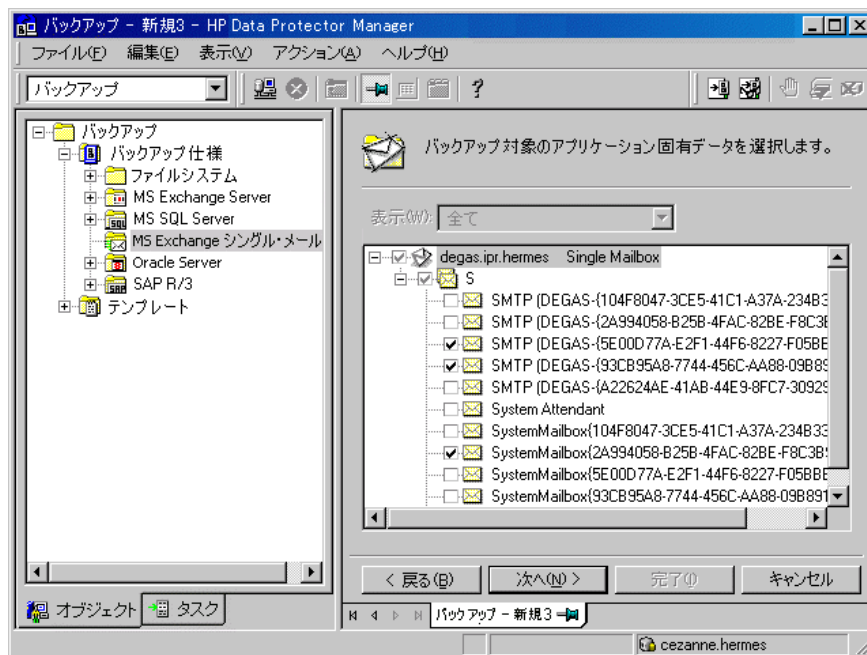 バックアップ - 新規3 - HP Data Protector Manager
ファイル(F) 編集(E) 表示(V) アクション(A) ヘルプ(H)
バックアップ
バックアップ
バックアップ仕様
ファイルシステム
MS Exchange Server
MS SQL Server
MS Exchange シングル・メール
Oracle Server
SAP R/3
テンプレート
オブジェクト タスク
バックアップ対象のアプリケーション固有データを選択します。
表示(W): 全て
degas.ipr.hermes Single Mailbox
S
SMTP (DEGAS-{104F8047-3CE5-41C1-A37A-234B3
SMTP (DEGAS-{2A994058-B25B-4FAC-82BE-F8C3
SMTP (DEGAS-{5E00D77A-E2F1-44F6-8227-F05BE
SMTP (DEGAS-{93CB95A8-7744-456C-AA88-09B89
SMTP (DEGAS-{A22624AE-41AB-44E9-8FC7-30929
System Attendant
SystemMailbox{104F8047-3CE5-41C1-A37A-234B33
SystemMailbox{2A994058-B25B-4FAC-82BE-F8C3B
SystemMailbox{5E00D77A-E2F1-44F6-8227-F05BBE
SystemMailbox{93CB95A8-7744-456C-AA88-09B891
< 戻る(B) 次へ(N) > 完了(I) キャンセル
バックアップ - 新規3
cezanne.hermes